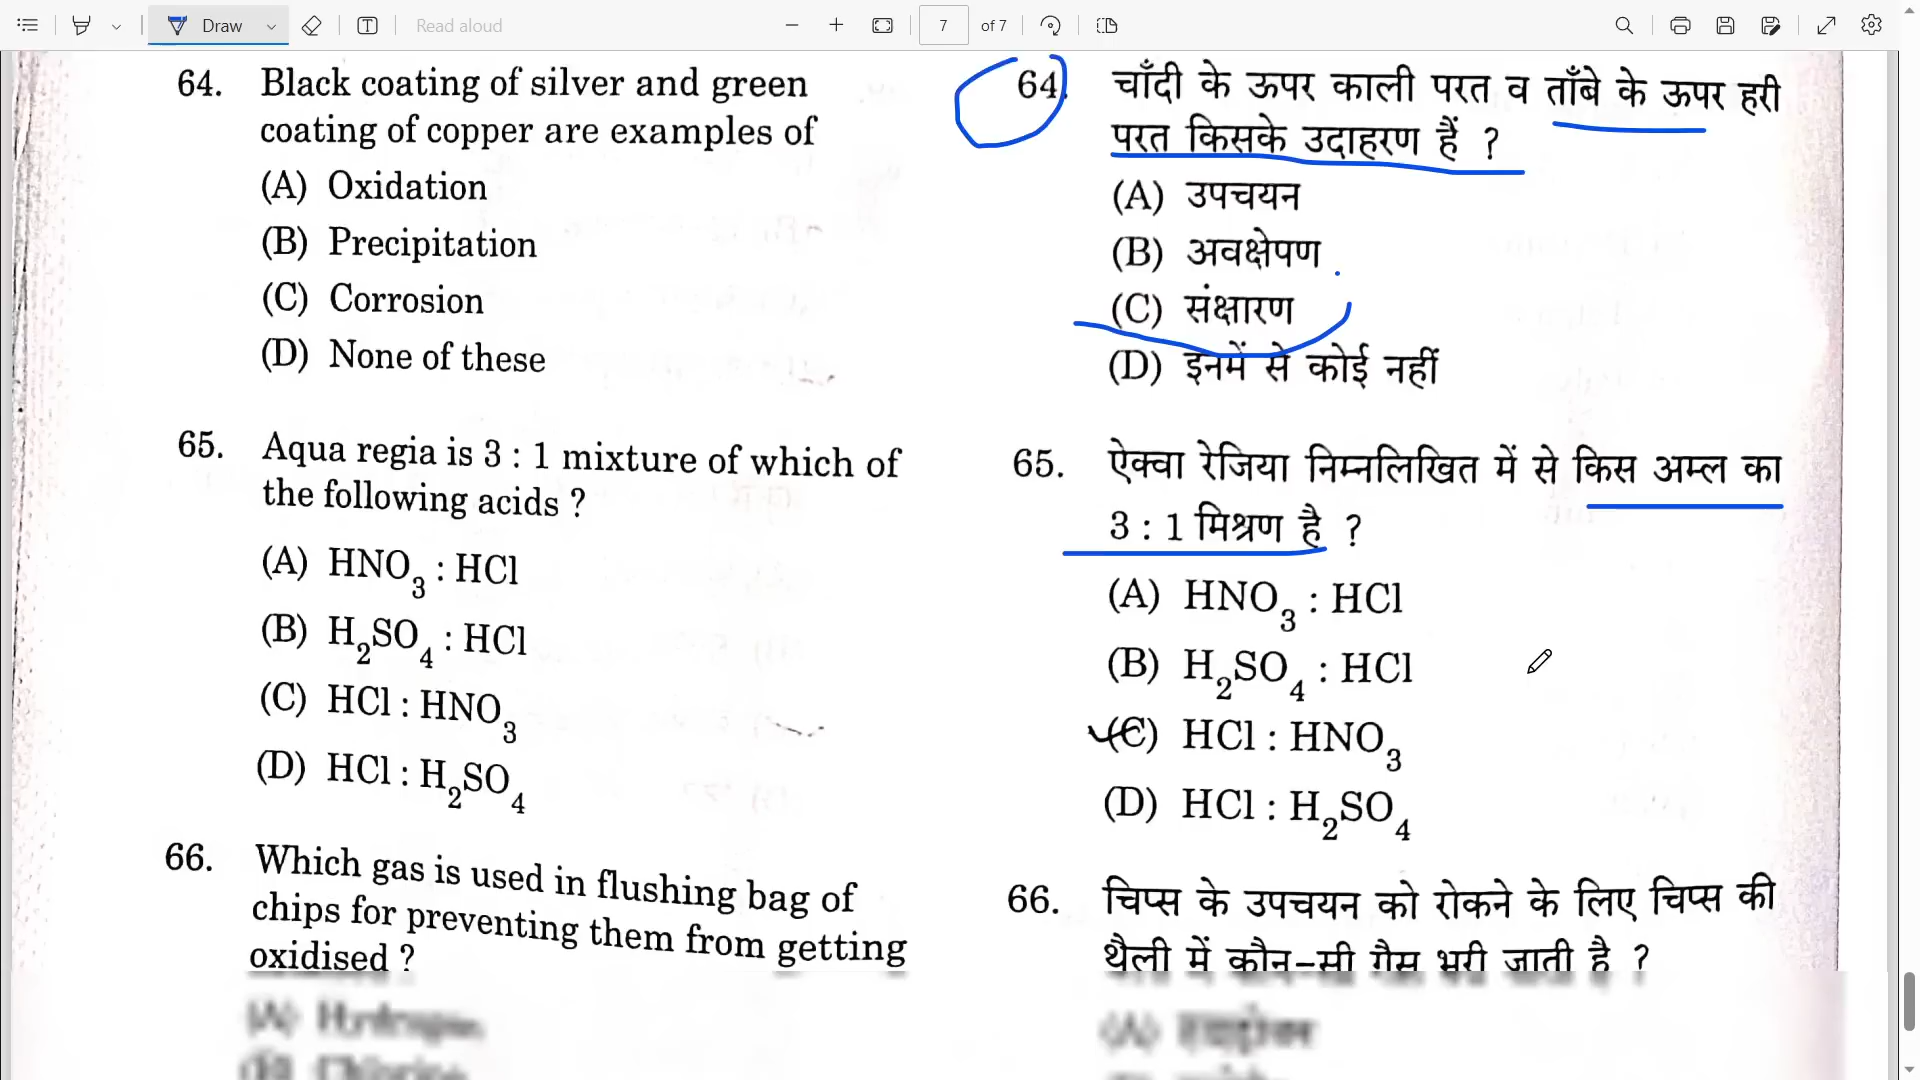 Draw
Read aloud
7
of 7
64. Black coating of silver and green
coating of copper are examples of
(A) Oxidation
(B) Precipitation
(C) Corrosion
(D) None of these
65. Aqua regia is 3 : 1 mixture of which of
the following acids ?
(A) HNO₃ : HCl
(B) H₂SO₄ : HCl
(C) HCl : HNO₃
(D) HCl : H₂SO₄
66. Which gas is used in flushing bag of
chips for preventing them from getting
oxidised ?
(A) Hydrogen
(B) Chlorine
64. चाँदी के ऊपर काली परत व ताँबे के ऊपर हरी
परत किसके उदाहरण हैं ?
(A) उपचयन
(B) अवक्षेपण
(C) संक्षारण
(D) इनमें से कोई नहीं
65. ऐक्वा रेजिया निम्नलिखित में से किस अम्ल का
3 : 1 मिश्रण है ?
(A) HNO₃ : HCl
(B) H₂SO₄ : HCl
(C) HCl : HNO₃
(D) HCl : H₂SO₄
66. चिप्स के उपचयन को रोकने के लिए चिप्स की
थैली में कौन-सी गैस भरी जाती है ?
(A) हाइड्रोजन